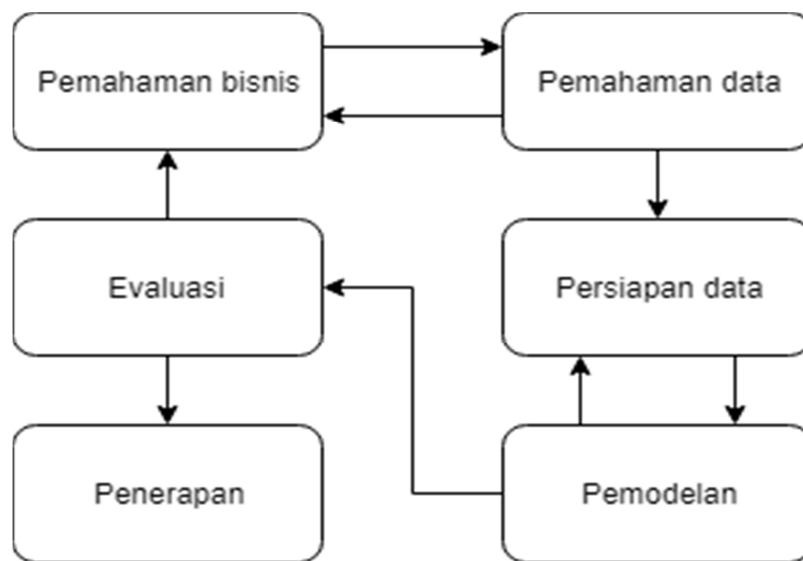 Pemahaman bisnis
Pemahaman data
Evaluasi
Persiapan data
Penerapan
Pemodelan